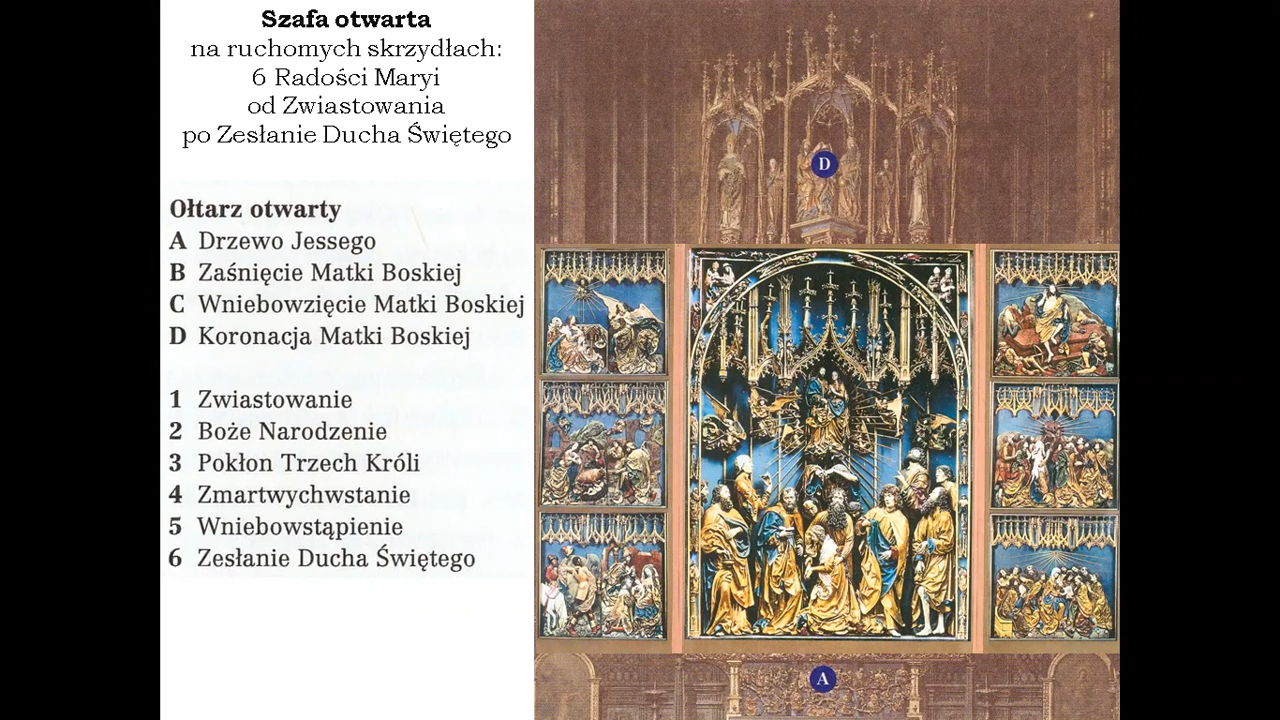 Szafa otwarta
na ruchomych skrzydłach:
6 Radości Maryi
od Zwiastowania
po Zesłanie Ducha Świętego
Ołtarz otwarty
A Drzewo Jessego
B Zaśnięcie Matki Boskiej
C Wniebowzięcie Matki Boskiej
D Koronacja Matki Boskiej
1 Zwiastowanie
2 Boże Narodzenie
3 Pokłon Trzech Króli
4 Zmartwychwstanie
5 Wniebowstąpienie
6 Zesłanie Ducha Świętego
D
A